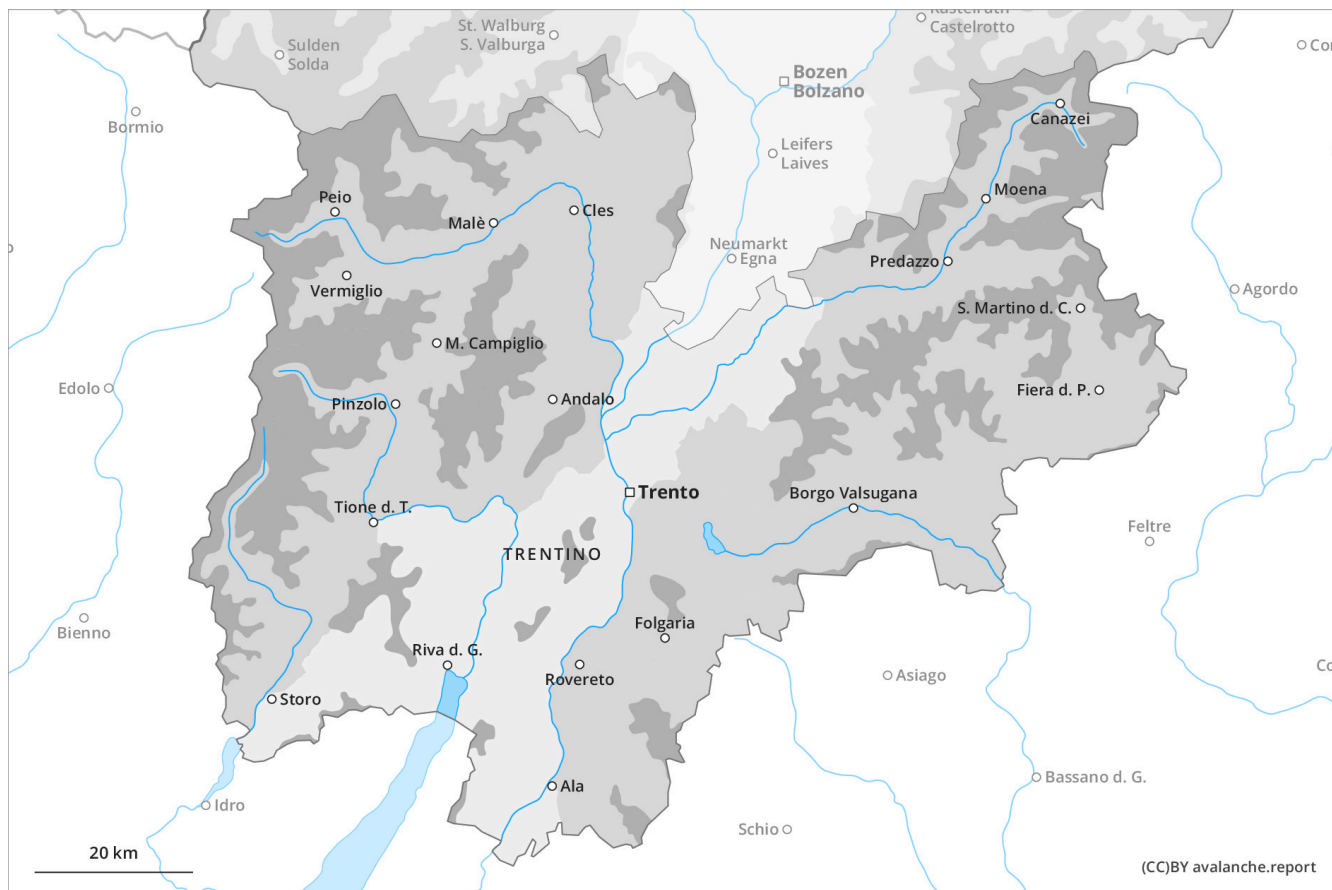 Kastelruth
Castelrotto
St. Walburg
S. Valburga
Sulden
Solda
Bozen
Bolzano
Bormio
Canazei
Leifers
Laives
Moena
Peio
Malè
Cles
Neumarkt
Egna
Predazzo
Vermiglio
Agordo
S. Martino d. C.
M. Campiglio
Edolo
Fiera d. P.
Pinzolo
Andalo
Trento
Borgo Valsugana
Tione d. T.
Feltre
TRENTINO
Bienno
Folgaria
Riva d. G.
Rovereto
Asiago
Storo
Ala
Bassano d. G.
Idro
Schio
20 km
(CC)BY avalanche.report